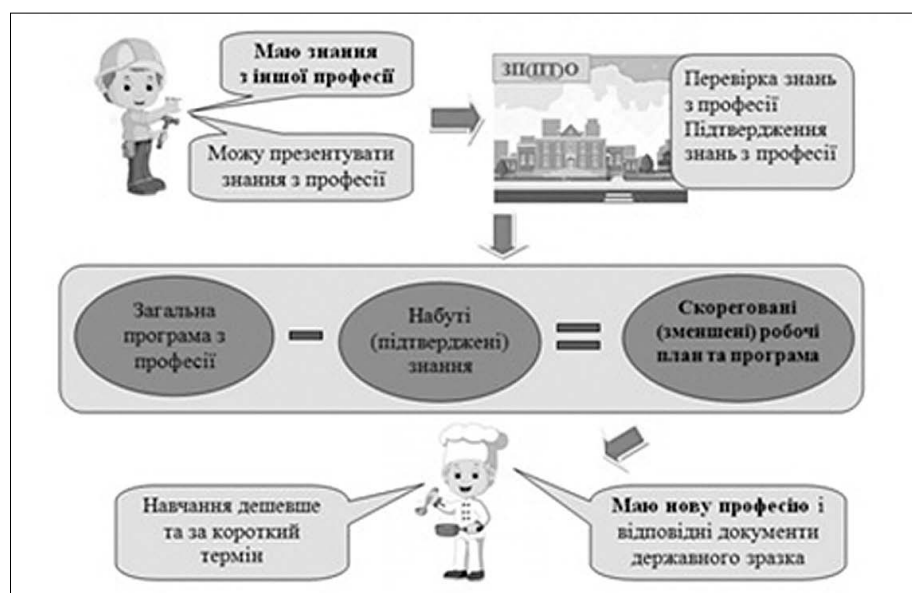 Маю знання
з іншої професії
Можу презентувати
знання з професії
ЗП(ПТ)О
Перевірка знань
з професії
Підтвердження
знань з професії
Загальна
програма з
професії
Набуті
(підтверджені)
знання
Скореговані
(зменшені) робочі
план та програма
Навчання дешевше
та за короткий
термін
Маю нову професію і
відповідні документи
державного зразка